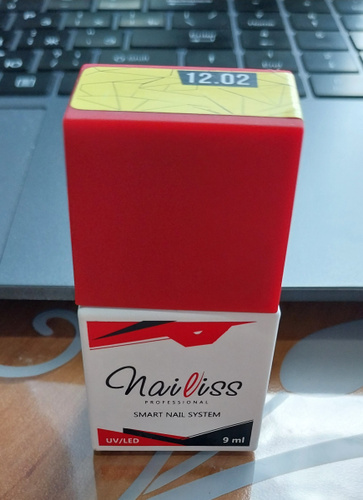 12.02
Nailiss
PROFESSIONAL
SMART NAIL SYSTEM
UV/LED 9 ml